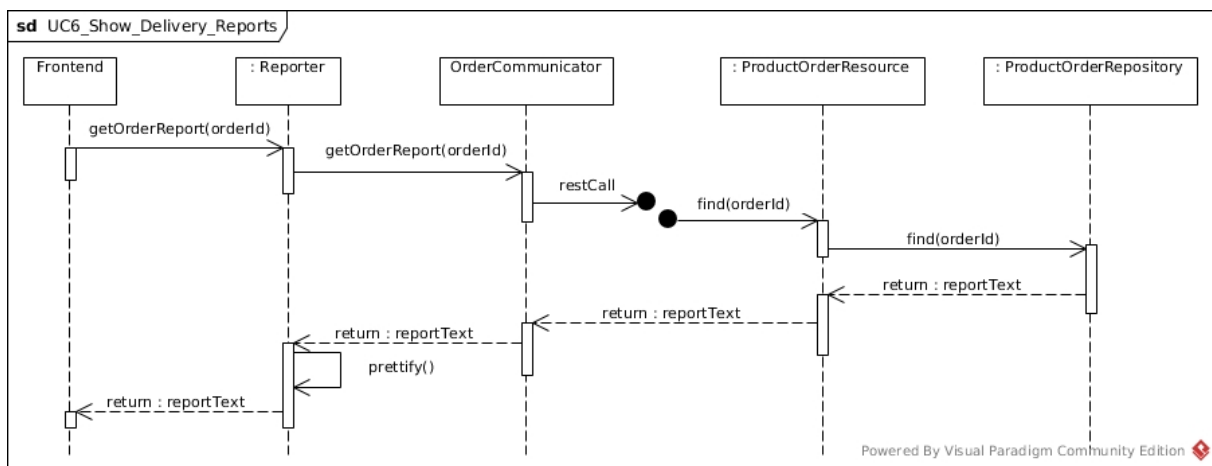 sd UC6_Show_Delivery_Reports
Frontend
: Reporter
OrderCommunicator
: ProductOrderResource
: ProductOrderRepository
getOrderReport(orderId)
getOrderReport(orderId)
restCall
find(orderId)
find(orderId)
return : reportText
return : reportText
return : reportText
prettify()
return : reportText
Powered By Visual Paradigm Community Edition